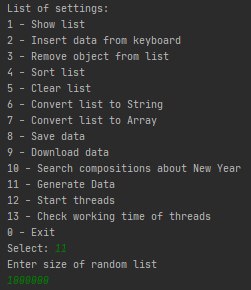 List of settings:
1 - Show list
2 - Insert data from keyboard
3 - Remove object from list
4 - Sort list
5 - Clear list
6 - Convert list to String
7 - Convert list to Array
8 - Save data
9 - Download data
10 - Search compositions about New Year
11 - Generate Data
12 - Start threads
13 - Check working time of threads
0 - Exit
Select: 11
Enter size of random list
1000000